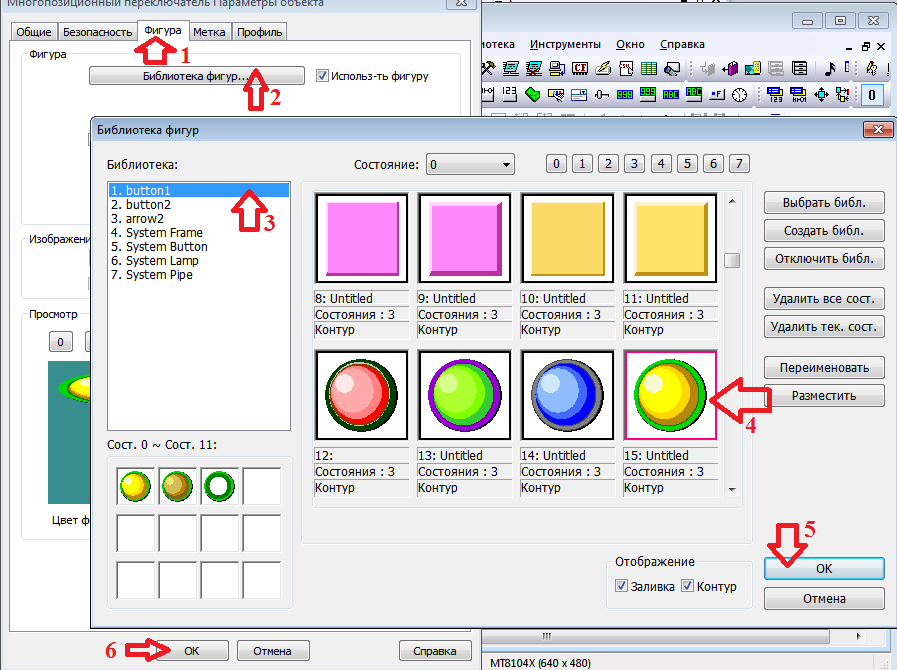 Многопозиционный переключатель Параметры объекта
Общие
Безопасность
Фигура
Метка
Профиль
1
Фигура
Библиотека фигур...
Использ-ть фигуру
2
отека
Инструменты
Окно
Справка
0
Библиотека фигур
Библиотека:
Состояние:
0
0 1 2 3 4 5 6 7
1. button1
2. button2
3. arrow2
4. System Frame
5. System Button
6. System Lamp
7. System Pipe
3
8: Untitled
Состояния : 3
Контур
9: Untitled
Состояния : 3
Контур
10: Untitled
Состояния : 3
Контур
11: Untitled
Состояния : 3
Контур
12:
Состояния : 3
Контур
13: Untitled
Состояния : 3
Контур
14: Untitled
Состояния : 3
Контур
15: Untitled
Состояния : 3
Контур
4
Выбрать библ.
Создать библ.
Отключить библ.
Удалить все сост.
Удалить тек. сост.
Переименовать
Разместить
Изображени
Просмотр
0
Цвет ф
Сост. 0 ~ Сост. 11:
Отображение
Заливка
Контур
5
OK
Отмена
6
OK
Отмена
Справка
MT8104X (640 x 480)